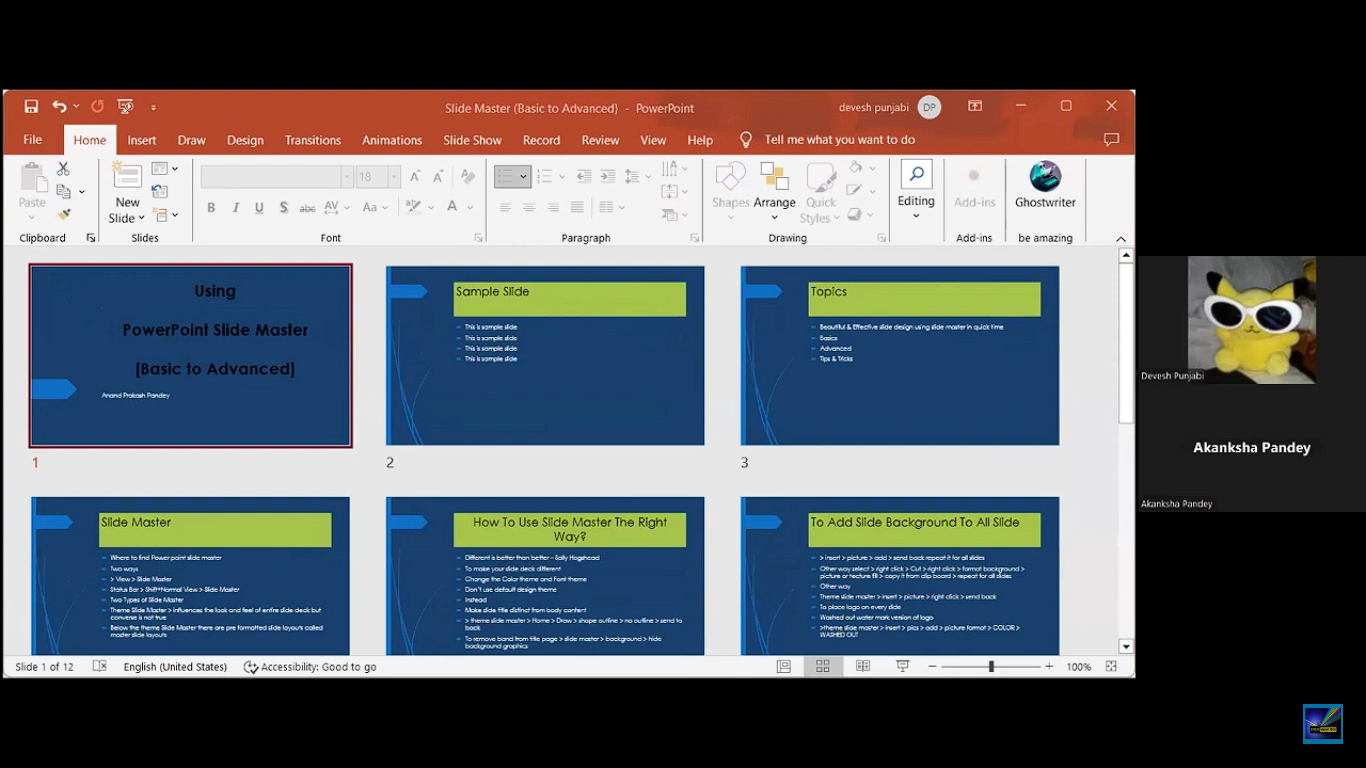 Slide Master (Basic to Advanced) - PowerPoint
devesh punjabi
DP
File Home Insert Draw Design Transitions Animations Slide Show Record Review View Help Tell me what you want to do
Paste
New
Slide
18
Shapes Arrange Quick
Styles
Editing
Add-ins
Ghostwriter
Clipboard Slides Font Paragraph Drawing Add-ins be amazing
Using
PowerPoint Slide Master
[Basic to Advanced]
Anand Prakash Pandey
1
Sample Slide
This is sample slide
This is sample slide
This is sample slide
This is sample slide
2
Topics
Beautiful & Effective slide design using slide master in quick time
Basics
Advanced
Tips & Tricks
3
Slide Master
Where to find Power point slide master
Two ways
> View > Slide Master
Status Bar > Shift+Normal View > Slide Master
Two Types of Slide Master
Theme Slide Master > Influences the look and feel of entire slide deck but
converse is not true
Below the theme Slide Master there are pre formatted slide layouts called
master slide layouts
How To Use Slide Master The Right
Way?
Different is better than better – Sally Hogshead
To make your slide deck different
Change the Color theme and Font theme
Don't use default design theme
Instead
Make slide title distinct from body content
> theme slide master > Home > Draw > shape outline > no outline > send to
back
To remove band from title page > slide master > background > hide
background graphics
To Add Slide Background To All Slide
> insert > picture > add > send back repeat it for all slides
Other way select > right click > Cut > right click > format background >
picture or texture fill > copy it from clip board > repeat for all slides
Other way
Theme slide master > insert > picture > right click > send back
To place logo on every slide
Washed out water mark version of logo
>theme slide master > insert > pics > add > picture format > COLOR >
WASHED OUT
Slide 1 of 12 English (United States) Accessibility: Good to go 100%
Devesh Punjabi
Akanksha Pandey
Akanksha Pandey